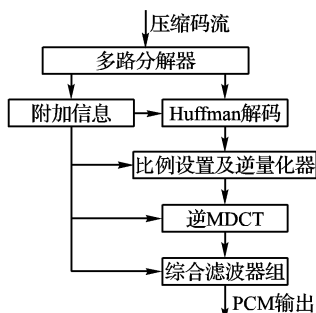 压缩码流
多路分解器
附加信息
Huffman解码
比例设置及逆量化器
逆MDCT
综合滤波器组
PCM输出